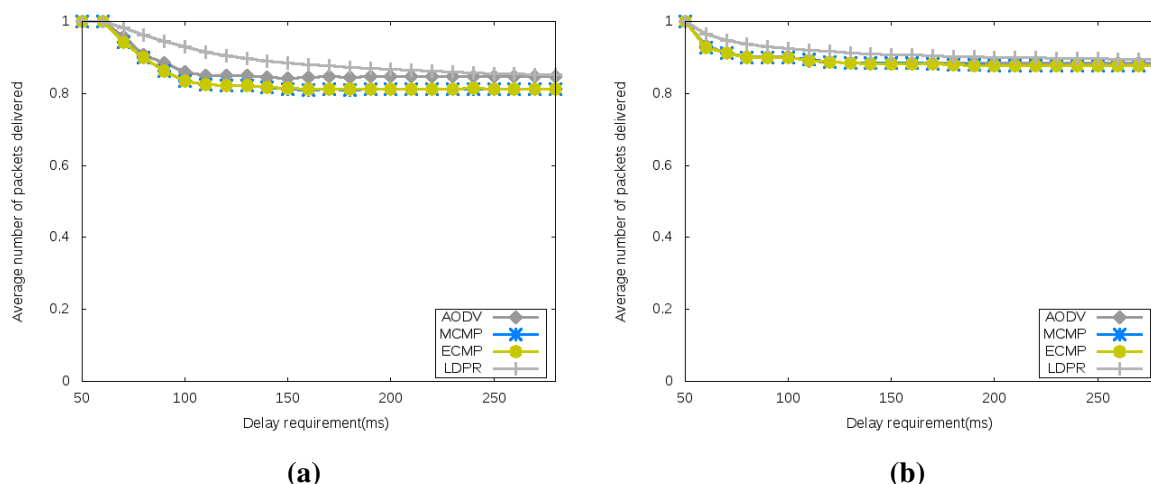 1
0.8
0.6
0.4
0.2
0
50
100
150
200
250
Average number of packets delivered
Delay requirement(ms)
AODV
MCMP
ECMP
LDPR
(a)
1
0.8
0.6
0.4
0.2
0
50
100
150
200
250
Average number of packets delivered
Delay requirement(ms)
AODV
MCMP
ECMP
LDPR
(b)